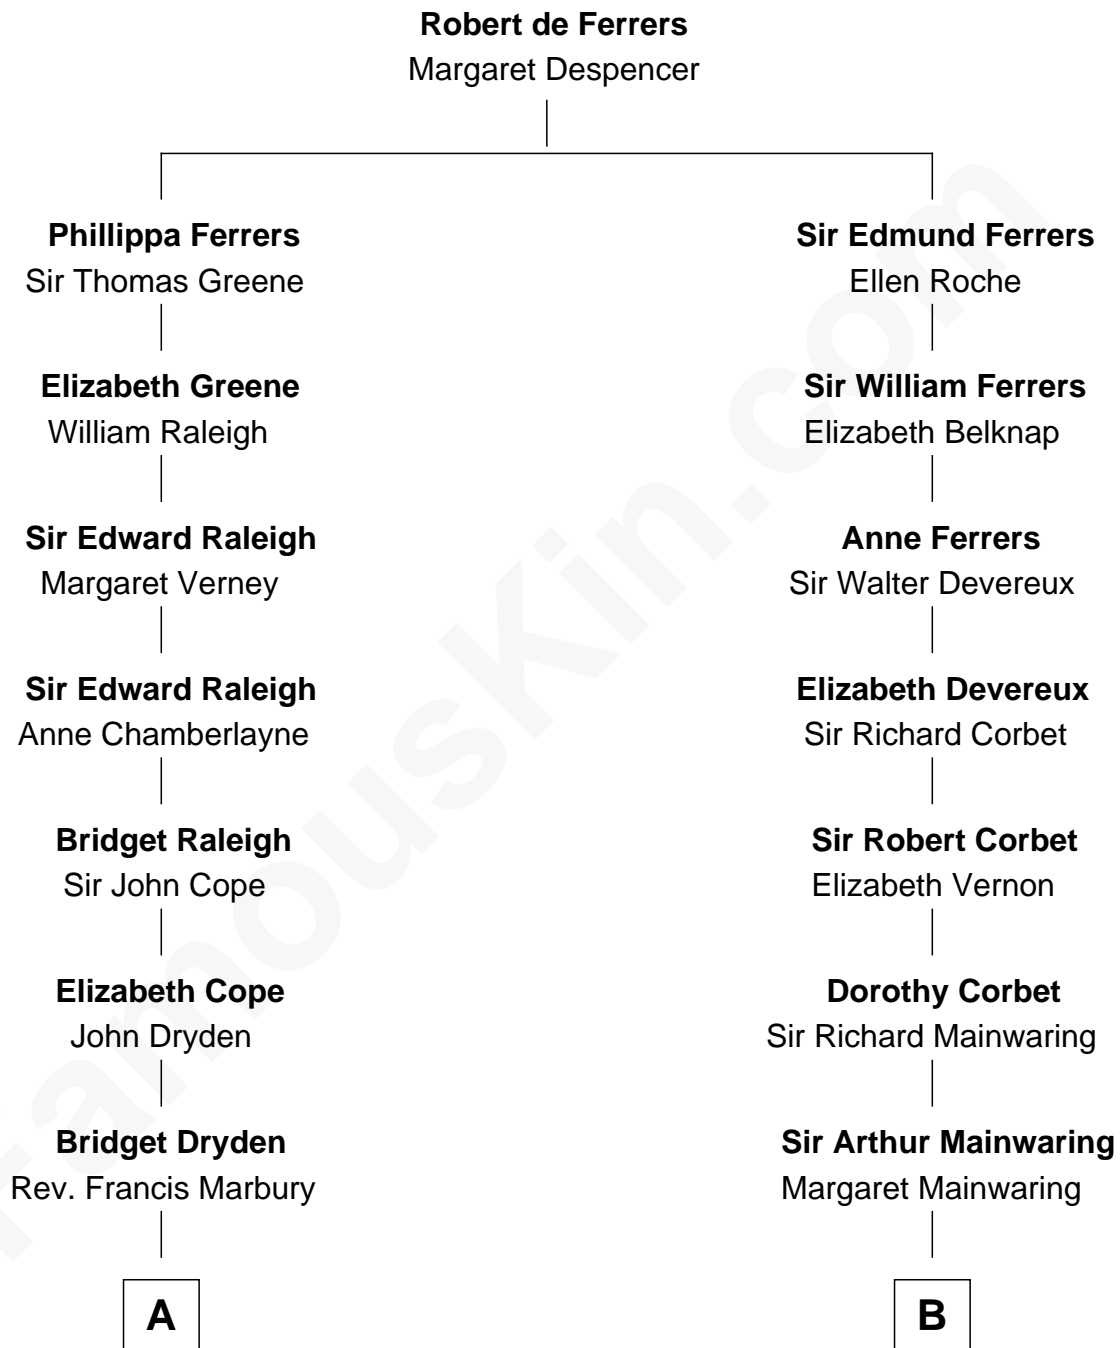 Robert de Ferrers
Margaret Despencer
Phillippa Ferrers
Sir Thomas Greene
Elizabeth Greene
William Raleigh
Sir Edward Raleigh
Margaret Verney
Sir Edward Raleigh
Anne Chamberlayne
Bridget Raleigh
Sir John Cope
Elizabeth Cope
John Dryden
Bridget Dryden
Rev. Francis Marbury
A
Sir Edmund Ferrers
Ellen Roche
Sir William Ferrers
Elizabeth Belknap
Anne Ferrers
Sir Walter Devereux
Elizabeth Devereux
Sir Richard Corbet
Sir Robert Corbet
Elizabeth Vernon
Dorothy Corbet
Sir Richard Mainwaring
Sir Arthur Mainwaring
Margaret Mainwaring
B
FamousKin.com